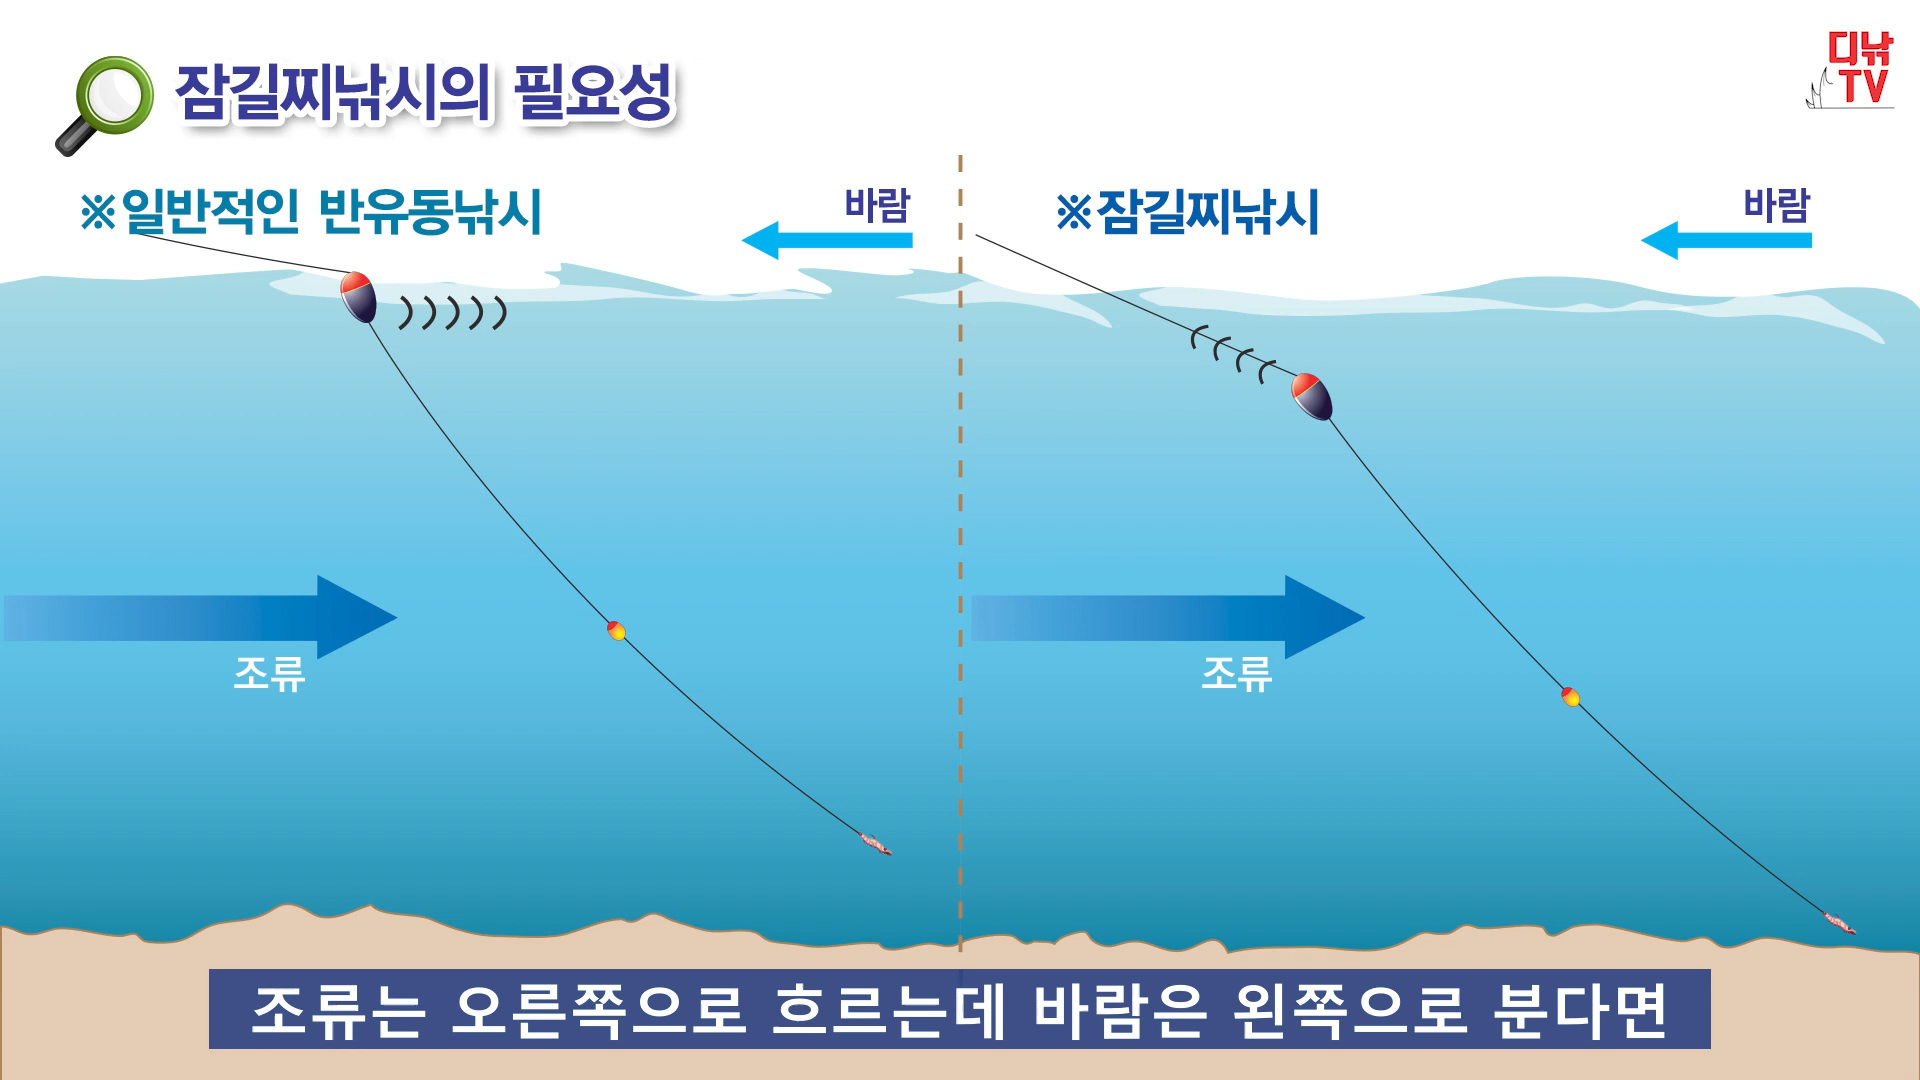 잠길찌낚시의 필요성
디낚
TV
※일반적인 반유동낚시
바람
※잠길찌낚시
바람
조류
조류
조류는 오른쪽으로 흐르는데 바람은 왼쪽으로 분다면